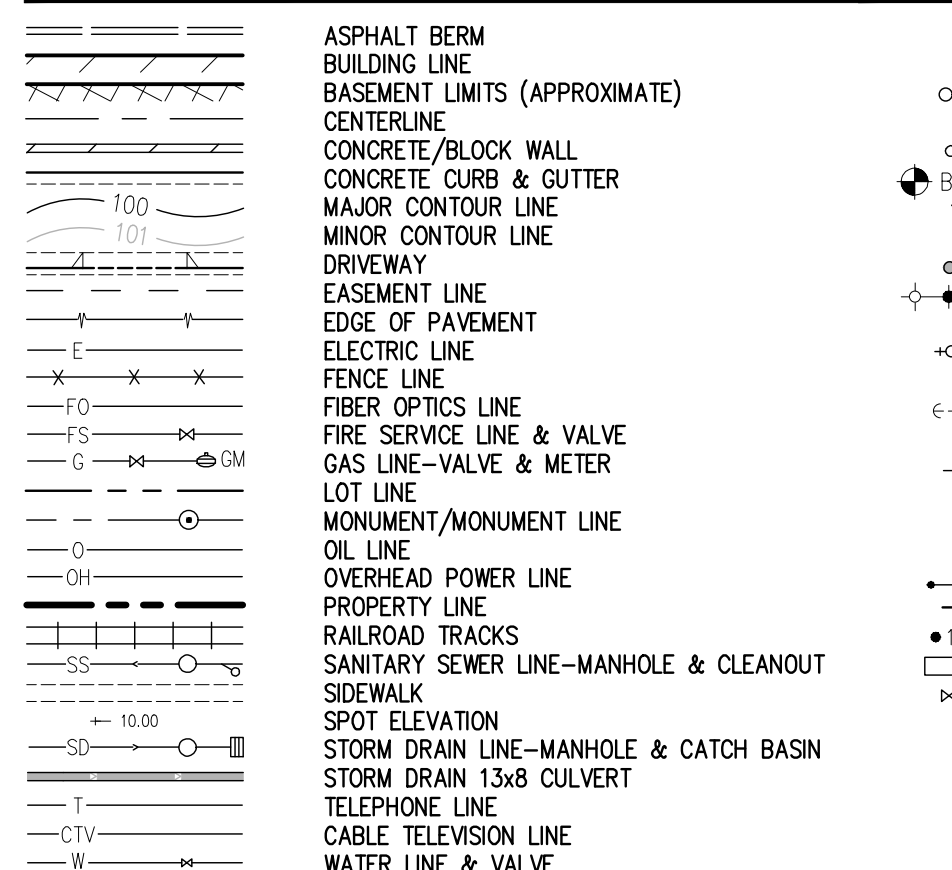 ASPHALT BERM
BUILDING LINE
BASEMENT LIMITS (APPROXIMATE)
CENTERLINE
CONCRETE/BLOCK WALL
CONCRETE CURB & GUTTER
B
100 MAJOR CONTOUR LINE
101 MINOR CONTOUR LINE
DRIVEWAY
EASEMENT LINE
EDGE OF PAVEMENT
E ELECTRIC LINE
FENCE LINE
FO FIBER OPTICS LINE
FS FIRE SERVICE LINE & VALVE
G GM GAS LINE-VALVE & METER
LOT LINE
MONUMENT/MONUMENT LINE
O OIL LINE
OH OVERHEAD POWER LINE
PROPERTY LINE
RAILROAD TRACKS
1
SS SANITARY SEWER LINE-MANHOLE & CLEANOUT
SIDEWALK
10.00 SPOT ELEVATION
SD STORM DRAIN LINE-MANHOLE & CATCH BASIN
STORM DRAIN 13x8 CULVERT
T TELEPHONE LINE
CTV CABLE TELEVISION LINE
W WATER LINE & VALVE